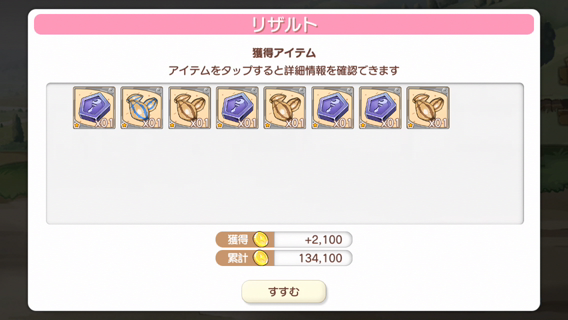 リザルト
獲得アイテム
アイテムをタップすると詳細情報を確認できます
x01 x01 x01 x01 x01 x01 x01 x01
獲得 +2,100
累計 134,100
すすむ